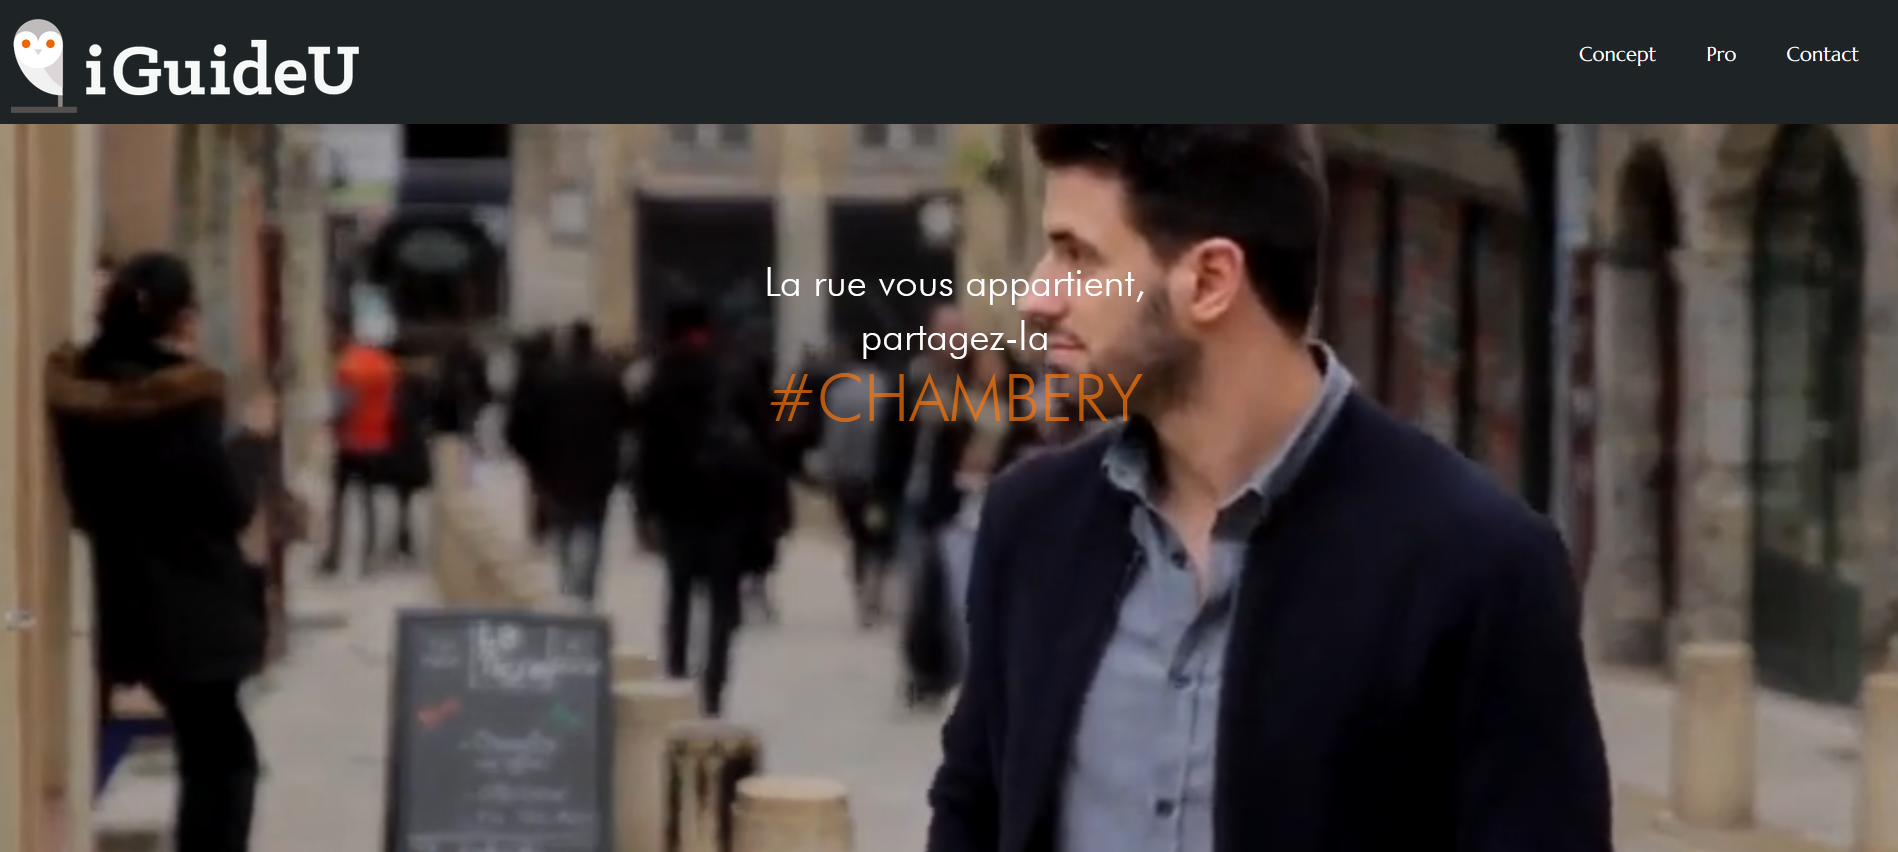 iGuideU
Concept
Pro
Contact
La rue vous appartient,
partagez-la
#CHAMBERY